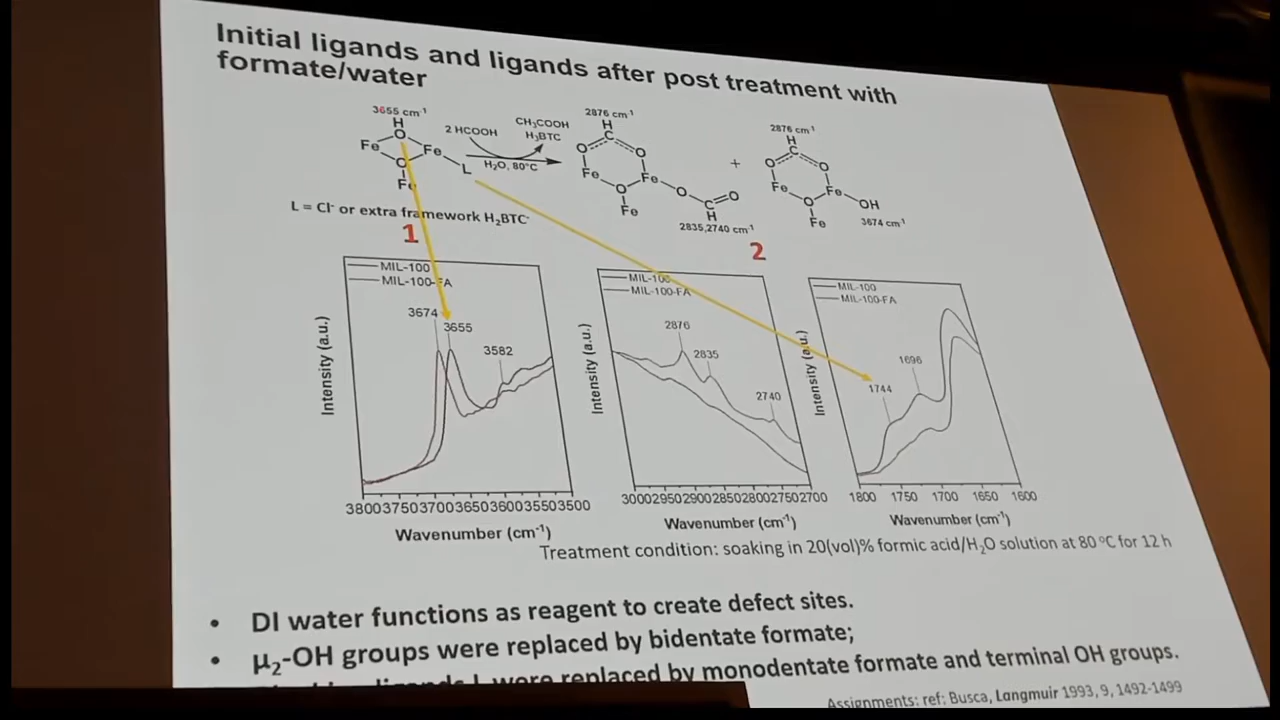 Initial ligands and ligands after post treatment with
formate/water
3655 cm⁻¹
H
O
Fe
Fe
O
L
Fe
2 HCOOH
CH₃COOH
H₃BTC
H₂O, 80°C
2876 cm⁻¹
H
C
O
O
Fe
Fe
O
O
O
C
H
Fe
2835,2740 cm⁻¹
+
2876 cm⁻¹
H
C
O
O
Fe
Fe
O
OH
Fe
3674 cm⁻¹
L = Cl⁻ or extra framework H₂BTC⁻
1
2
MIL-100
MIL-100-FA
3674
3655
3582
Intensity (a.u.)
3800 3750 3700 3650 3600 3550 3500
Wavenumber (cm⁻¹)
MIL-100
MIL-100-FA
2876
2835
2740
Intensity (a.u.)
3000 2950 2900 2850 2800 2750 2700
Wavenumber (cm⁻¹)
MIL-100
MIL-100-FA
1744
1696
Intensity (a.u.)
1800 1750 1700 1650 1600
Wavenumber (cm⁻¹)
Treatment condition: soaking in 20(vol)% formic acid/H₂O solution at 80 °C for 12 h
• DI water functions as reagent to create defect sites.
• µ₂-OH groups were replaced by bidentate formate;
ligands L were replaced by monodentate formate and terminal OH groups.
Assignments: ref: Busca, Langmuir 1993, 9, 1492-1499